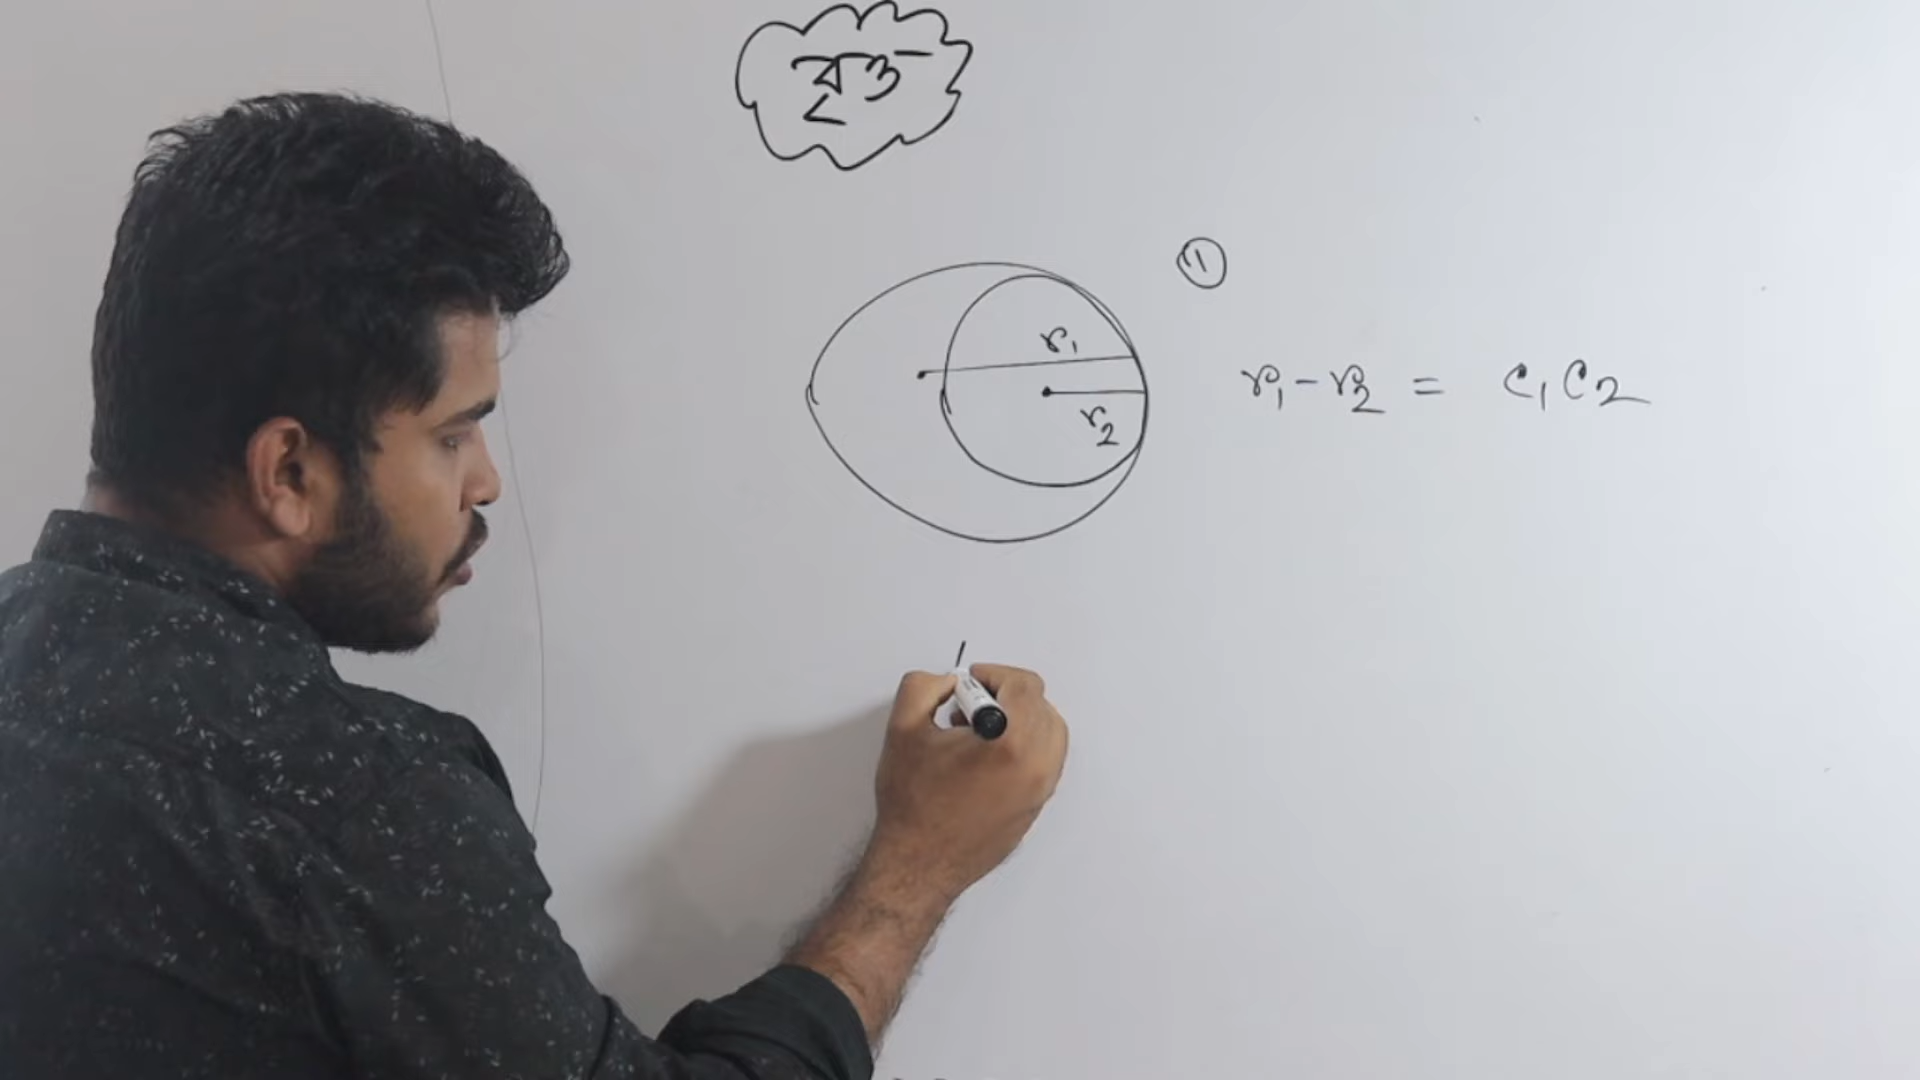 বৃত্ত
①
r₁
r₁ - r₂ = c₁c₂
r₂